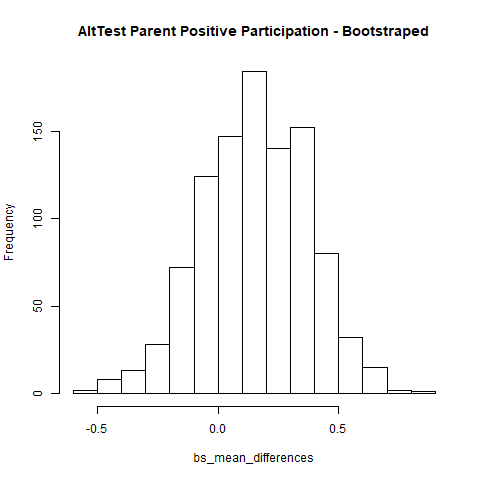 AltTest Parent Positive Participation - Bootstraped
Frequency
150
100
50
0
-0.5 0.0 0.5
bs_mean_differences